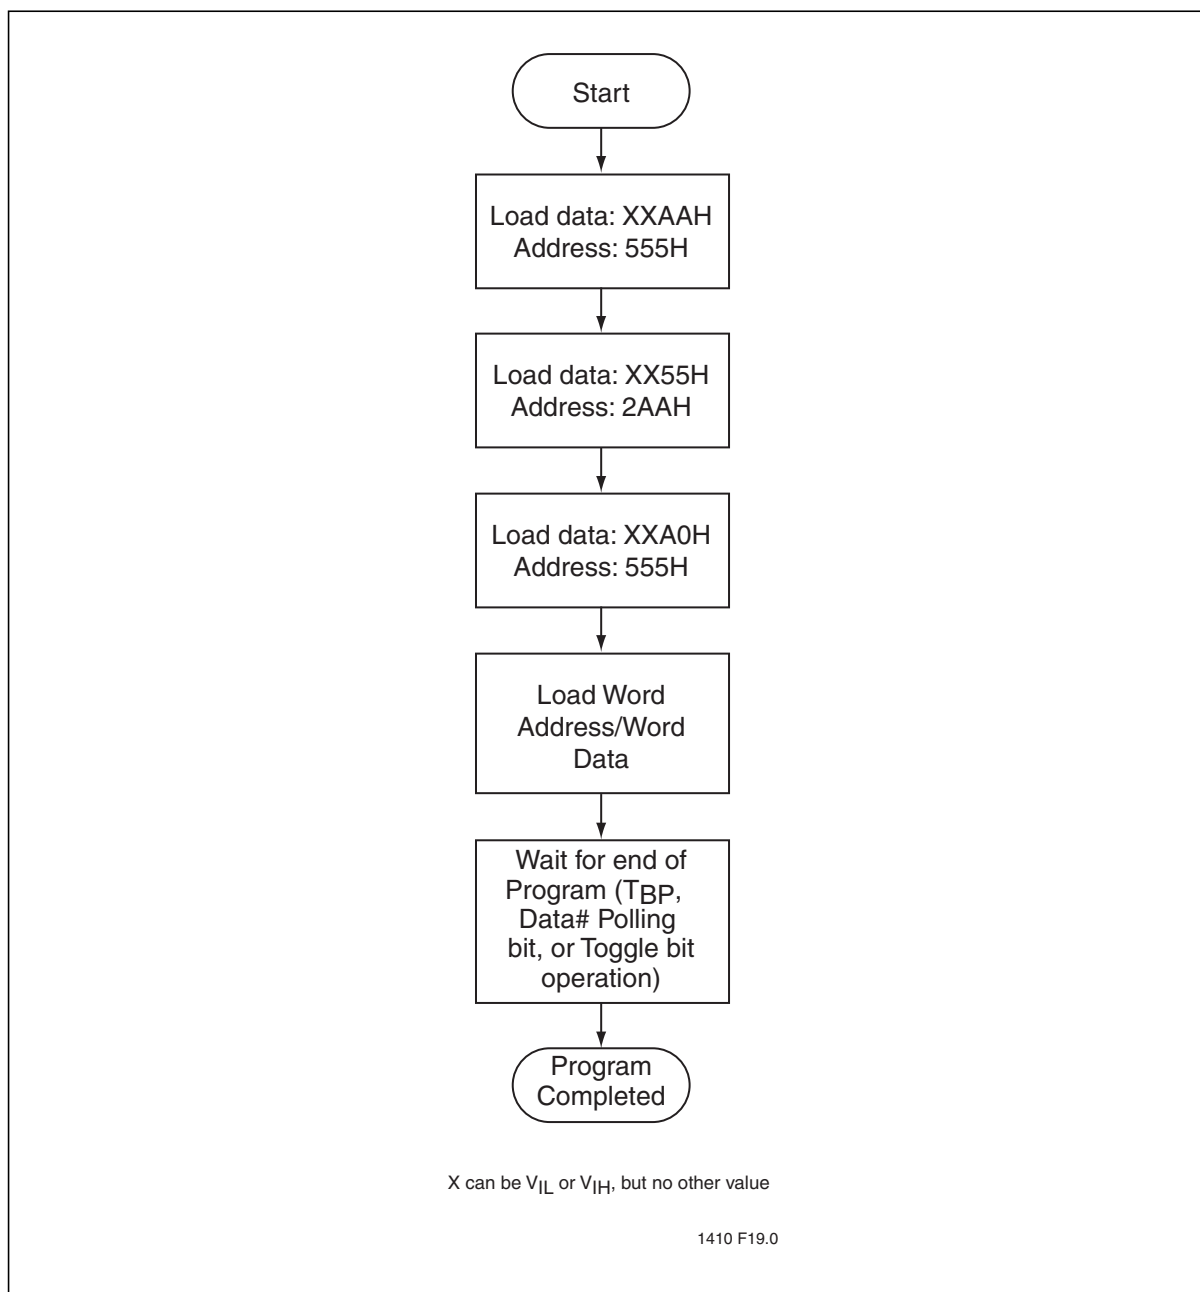 Start
Load data: XXAAH
Address: 555H
Load data: XX55H
Address: 2AAH
Load data: XXA0H
Address: 555H
Load Word
Address/Word
Data
Wait for end of
Program (TBP,
Data# Polling
bit, or Toggle bit
operation)
Program
Completed
X can be VIL or VIH, but no other value
1410 F19.0